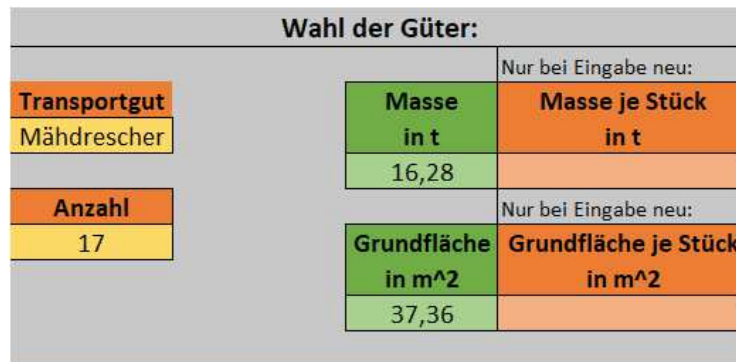 Wahl der Güter:
Nur bei Eingabe neu:
Transportgut Masse Masse je Stück
Mähdrescher in t in t
16,28
Anzahl Nur bei Eingabe neu:
17 Grundfläche Grundfläche je Stück
in m^2 in m^2
37,36